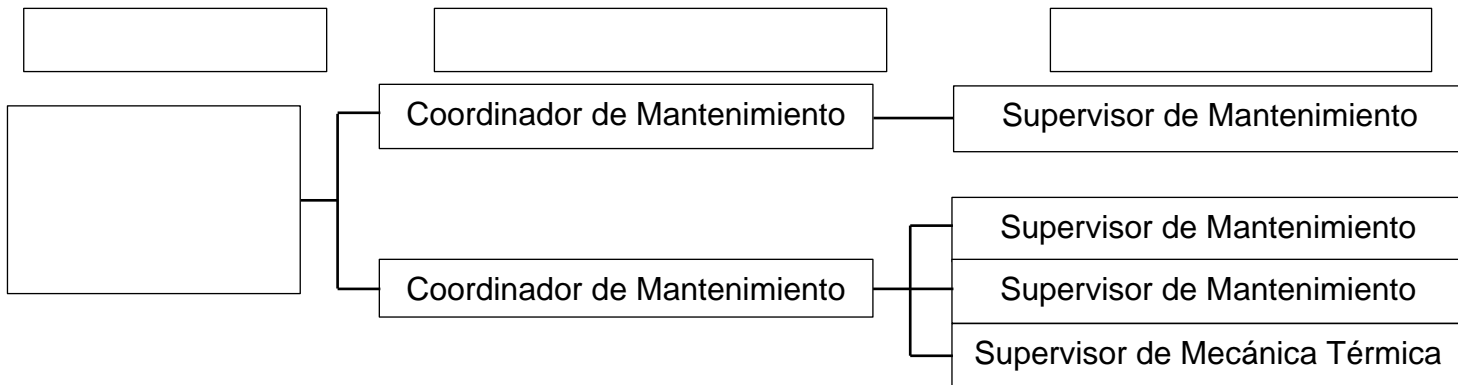 Coordinador de Mantenimiento
Supervisor de Mantenimiento
Supervisor de Mantenimiento
Coordinador de Mantenimiento
Supervisor de Mantenimiento
Supervisor de Mecánica Térmica